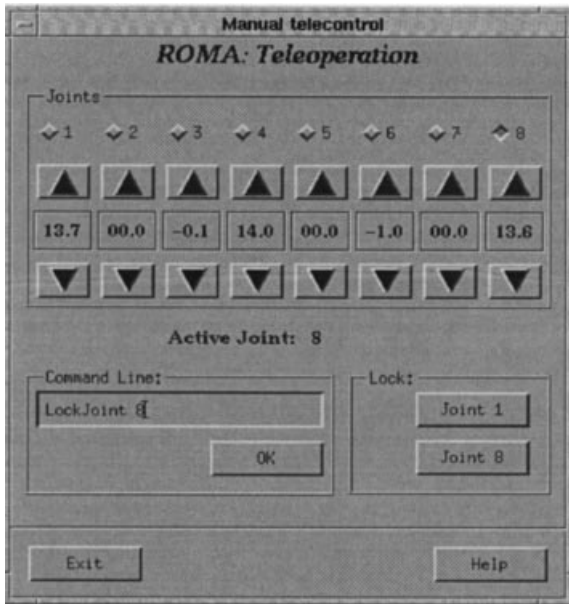 Manual telecontrol
ROMA: Teleoperation
Joints
1 2 3 4 5 6 7 8
13.7 00.0 -0.1 14.0 00.0 -1.0 00.0 13.6
Active Joint: 8
Command Line: Lock:
LockJoint 8 Joint 1
OK Joint 8
Exit Help